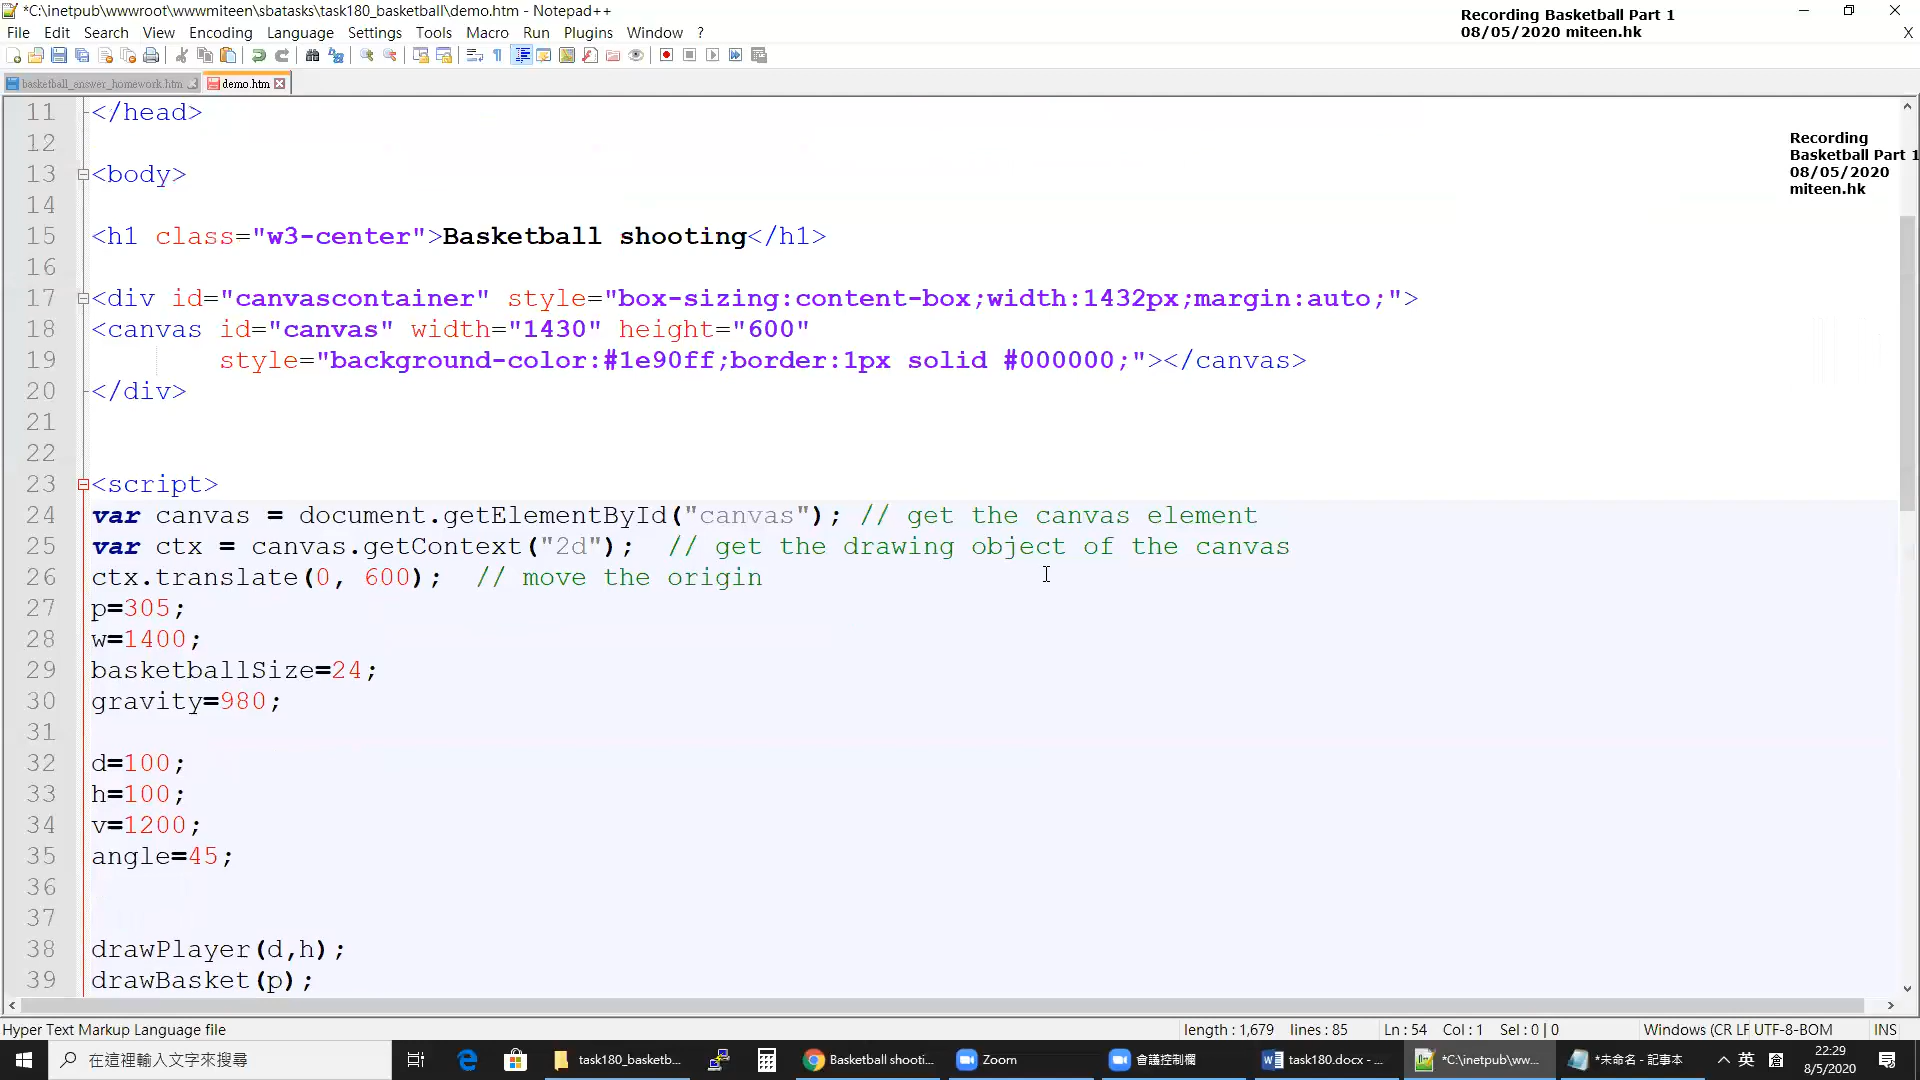 *C:\inetpub\wwwroot\wwwmiteen\sbatasks\task180_basketball\demo.htm - Notepad++
Recording Basketball Part 1
08/05/2020 miteen.hk
File Edit Search View Encoding Language Settings Tools Macro Run Plugins Window ? X
basketball_answer_homework.htm demo.htm
11 </head>
12
Recording
Basketball Part 1
08/05/2020
miteen.hk
13 <body>
14
15 <h1 class="w3-center">Basketball shooting</h1>
16
17 <div id="canvascontainer" style="box-sizing:content-box;width:1432px;margin:auto;">
18 <canvas id="canvas" width="1430" height="600"
19 style="background-color:#1e90ff;border:1px solid #000000;"></canvas>
20 </div>
21
22
23 <script>
24 var canvas = document.getElementById("canvas"); // get the canvas element
25 var ctx = canvas.getContext("2d"); // get the drawing object of the canvas
26 ctx.translate(0, 600); // move the origin
27 p=305;
28 w=1400;
29 basketballSize=24;
30 gravity=980;
31
32 d=100;
33 h=100;
34 v=1200;
35 angle=45;
36
37
38 drawPlayer(d,h);
39 drawBasket(p);
Hyper Text Markup Language file length : 1,679 lines : 85 Ln : 54 Col : 1 Sel : 0 | 0 Windows (CR LF UTF-8-BOM INS
在這裡輸入文字來搜尋 task180_basketb... Basketball shooti... Zoom 會議控制欄 task180.docx - ... *C:\inetpub\ww... *未命名 - 記事本 英 倉 22:29
8/5/2020